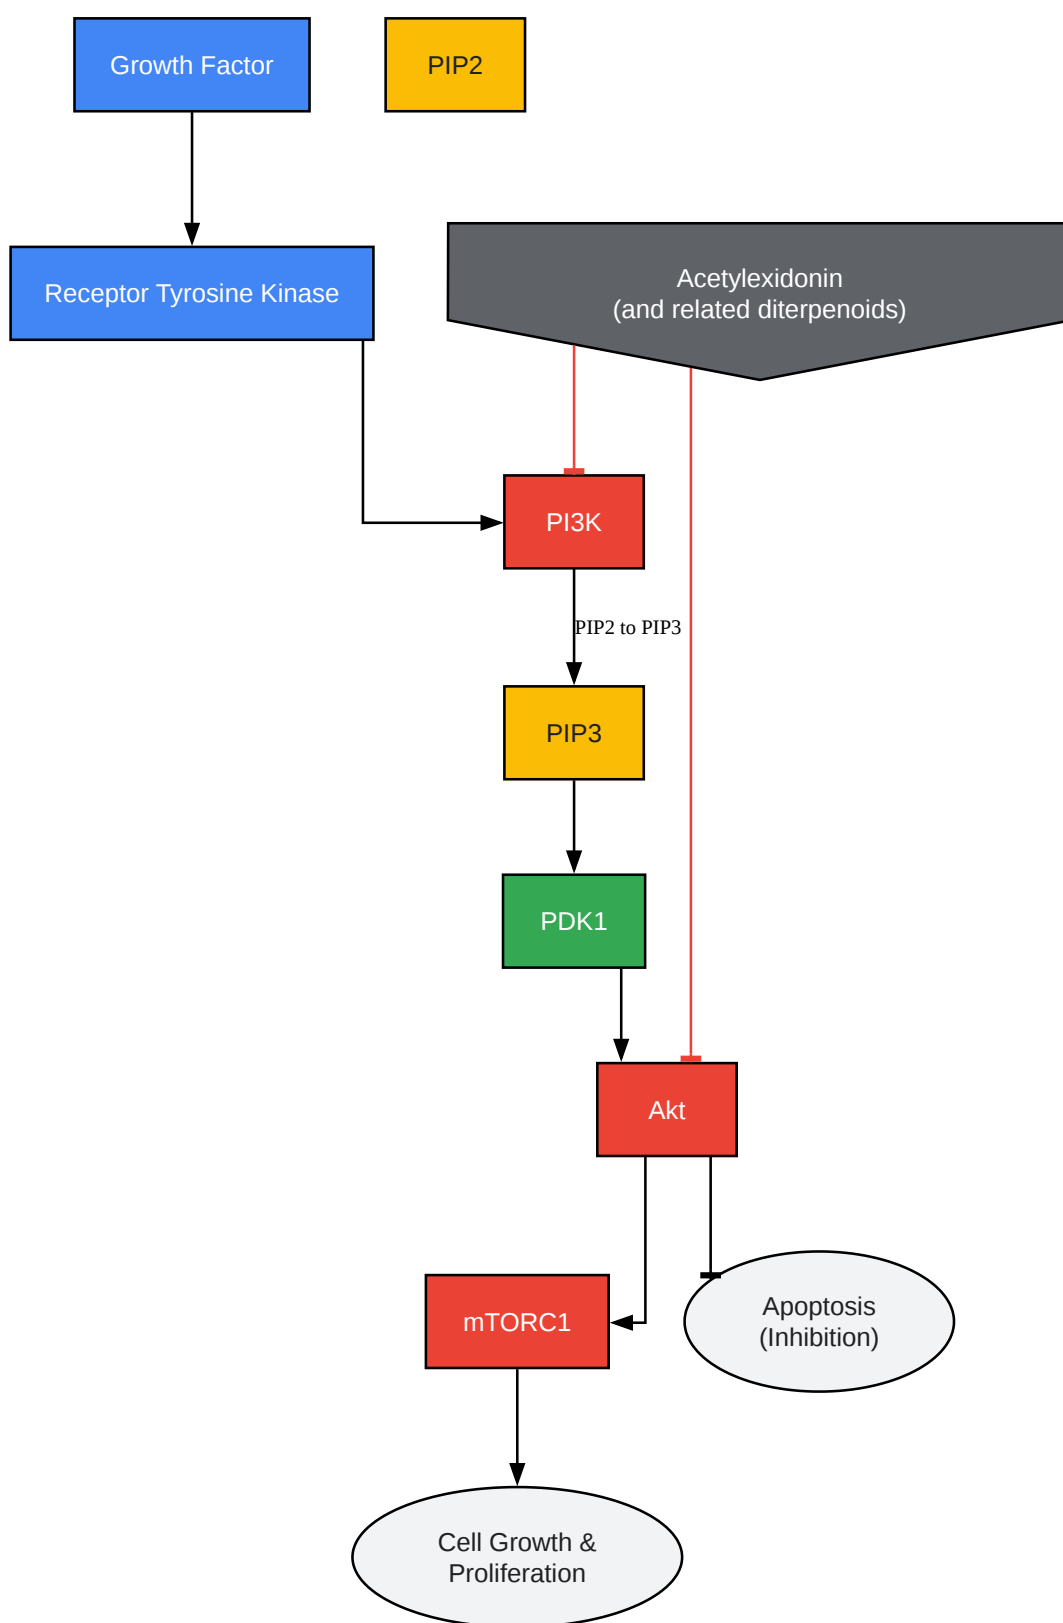 Growth Factor
PIP2
Receptor Tyrosine Kinase
Acetylexidonin
(and related diterpenoids)
PI3K
PIP2 to PIP3
PIP3
PDK1
Akt
mTORC1
Apoptosis
(Inhibition)
Cell Growth &
Proliferation